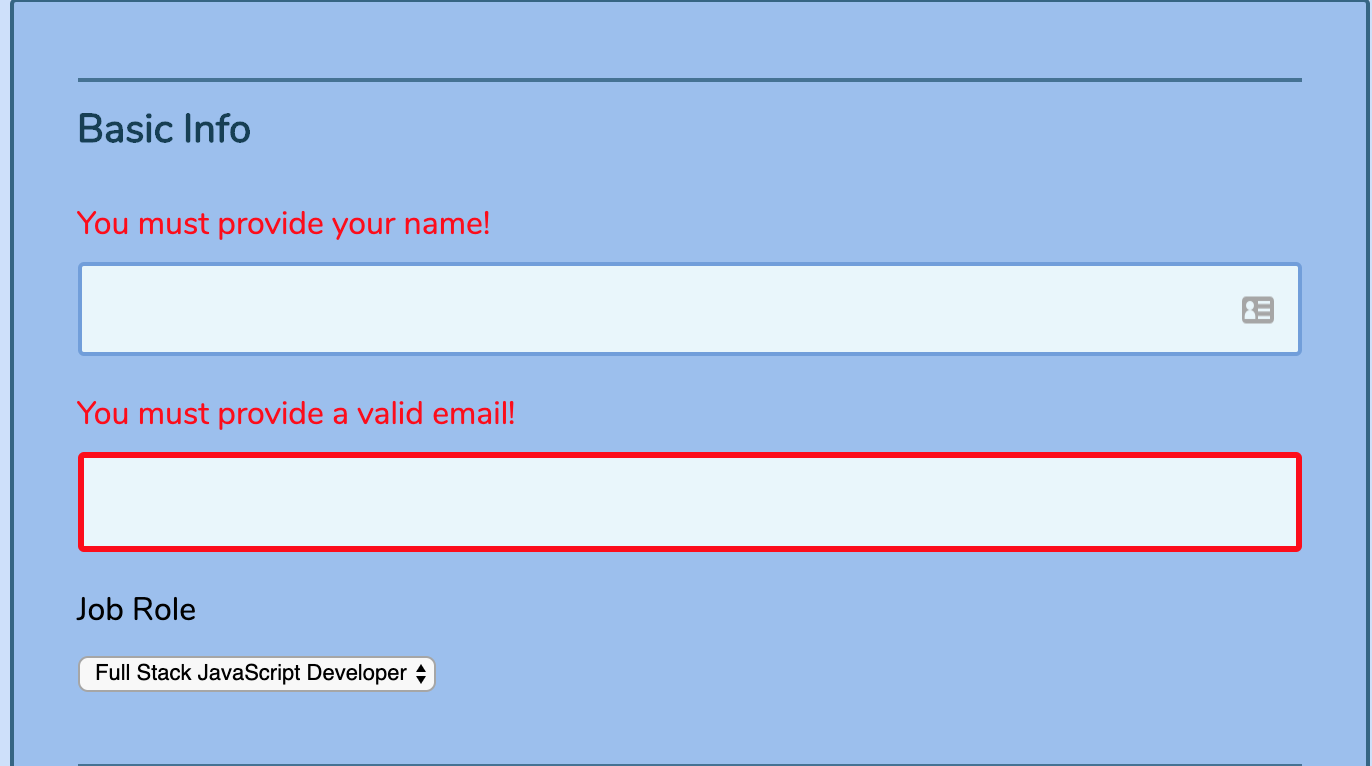 Basic Info
You must provide your name!
You must provide a valid email!
Job Role
Full Stack JavaScript Developer